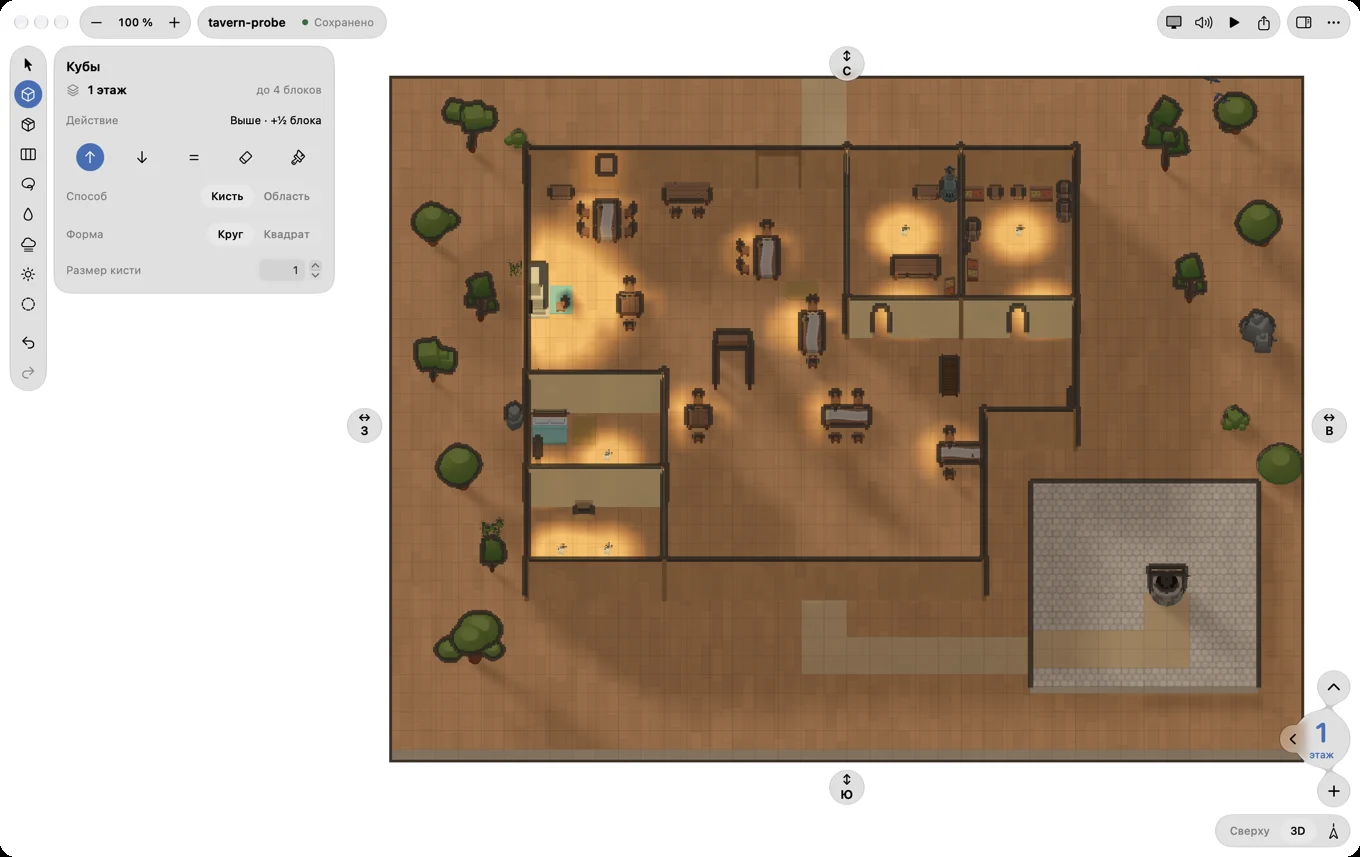 100 %
tavern-probe
Сохранено
Кубы
1 этаж
до 4 блоков
Действие
Выше · +½ блока
Способ
Кисть
Область
Форма
Круг
Квадрат
Размер кисти
1
С
З
В
Ю
1
этаж
Сверху
3D